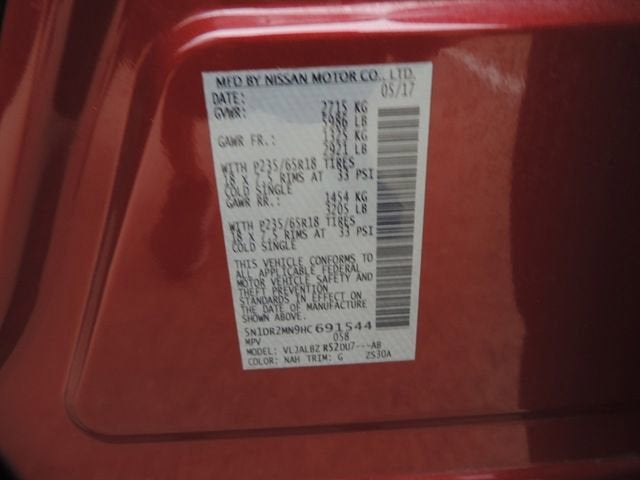 MFD BY NISSAN MOTOR CO., LTD.
DATE: 05/17
GVWR: 2715 KG
5986 LB
GAWR FR.: 1325 KG
2921 LB
WITH P235/65R18 TIRES
18 X 7.5 RIMS AT 33 PSI
COLD SINGLE
GAWR RR.: 1454 KG
3205 LB
WITH P235/65R18 TIRES
18 X 7.5 RIMS AT 33 PSI
COLD SINGLE
THIS VEHICLE CONFORMS TO
ALL APPLICABLE FEDERAL
MOTOR VEHICLE SAFETY AND
THEFT PREVENTION
STANDARDS IN EFFECT ON
THE DATE OF MANUFACTURE
SHOWN ABOVE.
5N1DR2MN9HC691544
MPV 058
MODEL: VLJALBZ R520U7---AB
COLOR: NAH TRIM: G ZS30A